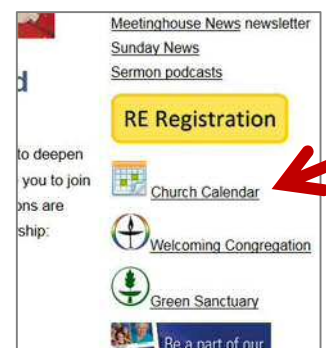 Meetinghouse News newsletter
Sunday News
Sermon podcasts
d
RE Registration
to deepen
you to join
ons are
ship:
Church Calendar
Welcoming Congregation
Green Sanctuary
Be a part of our